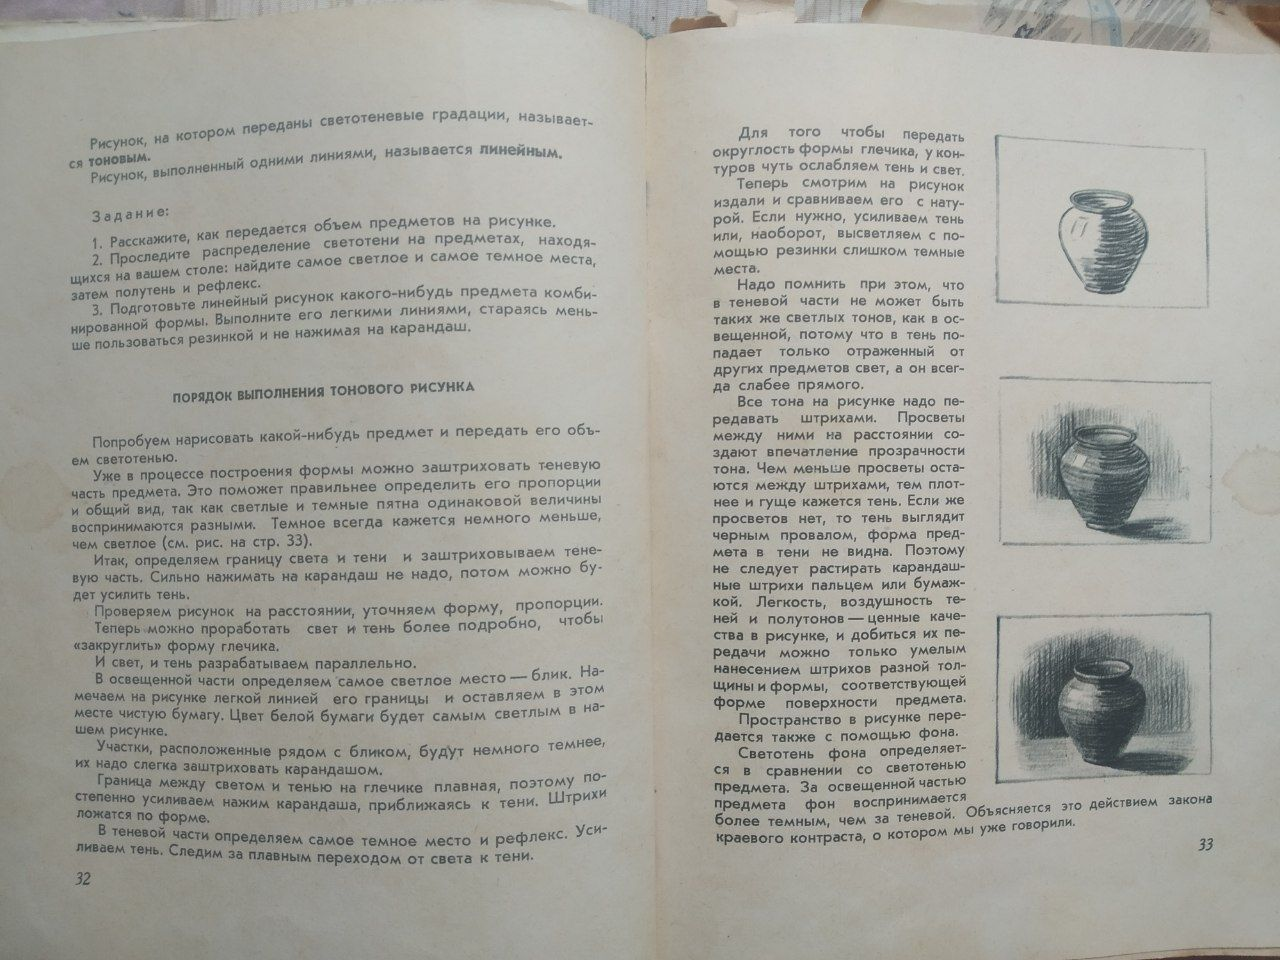 Рисунок, на котором переданы светотеневые градации, называет-
ся тоновым.
Рисунок, выполненный одними линиями, называется линейным.
Задание:
1. Расскажите, как передается объем предметов на рисунке.
2. Проследите распределение светотени на предметах, находя-
щихся на вашем столе: найдите самое светлое и самое темное места,
затем полутень и рефлекс.
3. Подготовьте линейный рисунок какого-нибудь предмета комби-
нированной формы. Выполните его легкими линиями, стараясь мень-
ше пользоваться резинкой и не нажимая на карандаш.
ПОРЯДОК ВЫПОЛНЕНИЯ ТОНОВОГО РИСУНКА
Попробуем нарисовать какой-нибудь предмет и передать его объ-
ем светотенью.
Уже в процессе построения формы можно заштриховать теневую
часть предмета. Это поможет правильнее определить его пропорции
и общий вид, так как светлые и темные пятна одинаковой величины
воспринимаются разными. Темное всегда кажется немного меньше,
чем светлое (см. рис. на стр. 33).
Итак, определяем границу света и тени и заштриховываем тене-
вую часть. Сильно нажимать на карандаш не надо, потом можно бу-
дет усилить тень.
Проверяем рисунок на расстоянии, уточняем форму, пропорции.
Теперь можно проработать свет и тень более подробно, чтобы
«закруглить» форму глечика.
И свет, и тень разрабатываем параллельно.
В освещенной части определяем самое светлое место — блик. На-
мечаем на рисунке легкой линией его границы и оставляем в этом
месте чистую бумагу. Цвет белой бумаги будет самым светлым в на-
шем рисунке.
Участки, расположенные рядом с бликом, будут немного темнее,
их надо слегка заштриховать карандашом.
Граница между светом и тенью на глечике плавная, поэтому по-
степенно усиливаем нажим карандаша, приближаясь к тени. Штрихи
ложатся по форме.
В теневой части определяем самое темное место и рефлекс. Уси-
ливаем тень. Следим за плавным переходом от света к тени.
32
Для того чтобы передать
округлость формы глечика, у кон-
туров чуть ослабляем тень и свет.
Теперь смотрим на рисунок
издали и сравниваем его с нату-
рой. Если нужно, усиливаем тень
или, наоборот, высветляем с по-
мощью резинки слишком темные
места.
Надо помнить при этом, что
в теневой части не может быть
таких же светлых тонов, как в ос-
вещенной, потому что в тень по-
падает только отраженный от
других предметов свет, а он всег-
да слабее прямого.
Все тона на рисунке надо пе-
редавать штрихами. Просветы
между ними на расстоянии со-
здают впечатление прозрачности
тона. Чем меньше просветы оста-
ются между штрихами, тем плот-
нее и гуще кажется тень. Если же
просветов нет, то тень выглядит
черным провалом, форма пред-
мета в тени не видна. Поэтому
не следует растирать карандаш-
ные штрихи пальцем или бумаж-
кой. Легкость, воздушность те-
ней и полутонов — ценные каче-
ства в рисунке, и добиться их пе-
редачи можно только умелым
нанесением штрихов разной тол-
щины и формы, соответствующей
форме поверхности предмета.
Пространство в рисунке пере-
дается также с помощью фона.
Светотень фона определяет-
ся в сравнении со светотенью
предмета. За освещенной частью
предмета фон воспринимается
более темным, чем за теневой. Объясняется это действием закона
краевого контраста, о котором мы уже говорили.
33